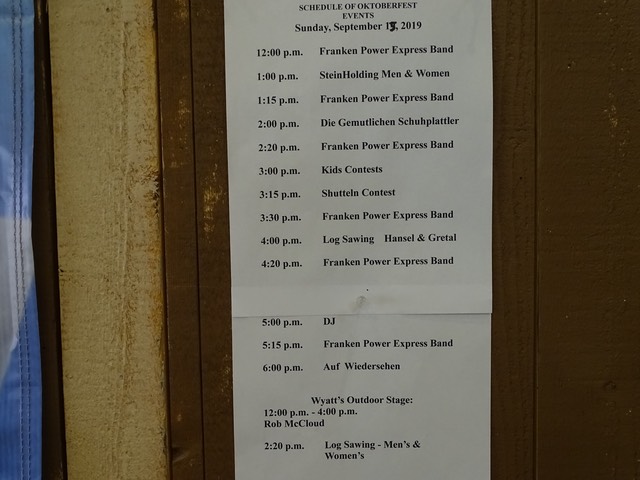 SCHEDULE OF OKTOBERFEST
EVENTS
Sunday, September 15, 2019
12:00 p.m. Franken Power Express Band
1:00 p.m. SteinHolding Men & Women
1:15 p.m. Franken Power Express Band
2:00 p.m. Die Gemutlichen Schuhplattler
2:20 p.m. Franken Power Express Band
3:00 p.m. Kids Contests
3:15 p.m. Shutteln Contest
3:30 p.m. Franken Power Express Band
4:00 p.m. Log Sawing Hansel & Gretal
4:20 p.m. Franken Power Express Band
5:00 p.m. DJ
5:15 p.m. Franken Power Express Band
6:00 p.m. Auf Wiedersehen
Wyatt's Outdoor Stage:
12:00 p.m. - 4:00 p.m.
Rob McCloud
2:20 p.m. Log Sawing - Men's &
Women's